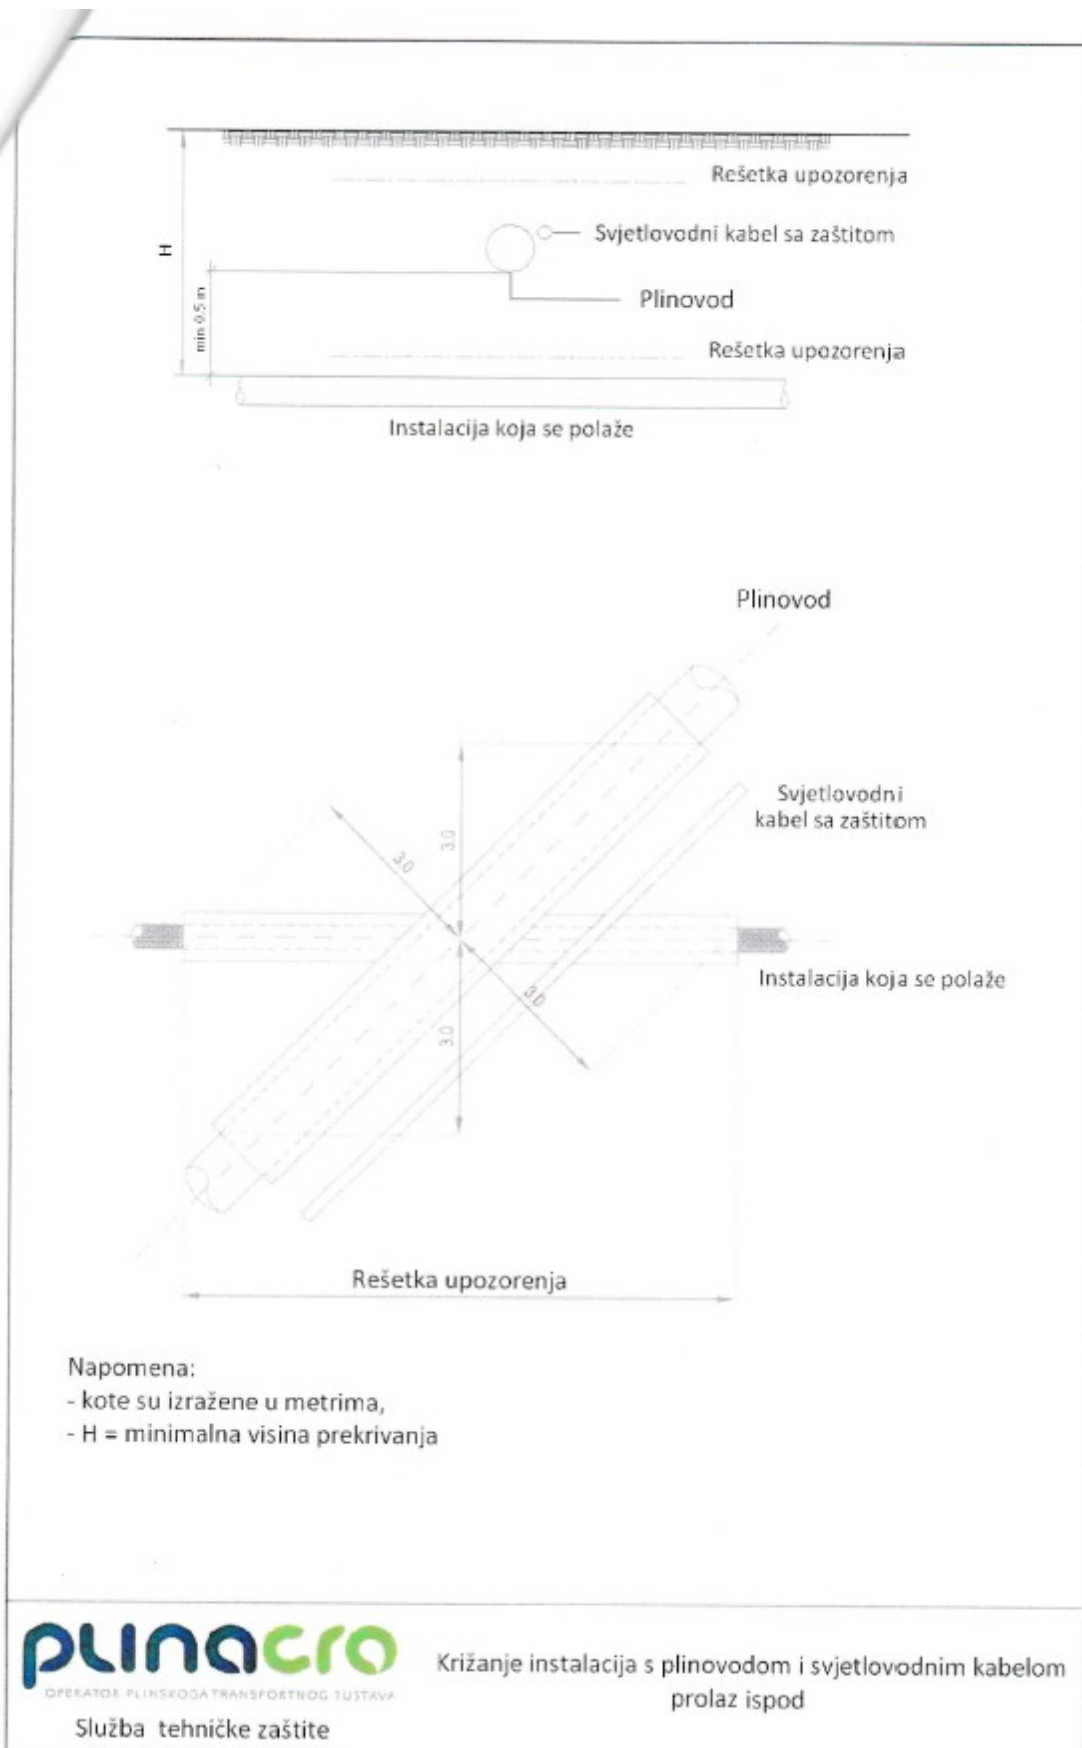 Rešetka upozorenja
Svjetlovodni kabel sa zaštitom
H
min 0.5 m
Plinovod
Rešetka upozorenja
Instalacija koja se polaže
Plinovod
Svjetlovodni
kabel sa zaštitom
3.0
3.0
Instalacija koja se polaže
3.0
3.0
Rešetka upozorenja
Napomena:
- kote su izražene u metrima,
- H = minimalna visina prekrivanja
plinacro
OPERATOR PLINSKOGA TRANSPORTNOG SUSTAVA
Služba tehničke zaštite
Križanje instalacija s plinovodom i svjetlovodnim kabelom
prolaz ispod